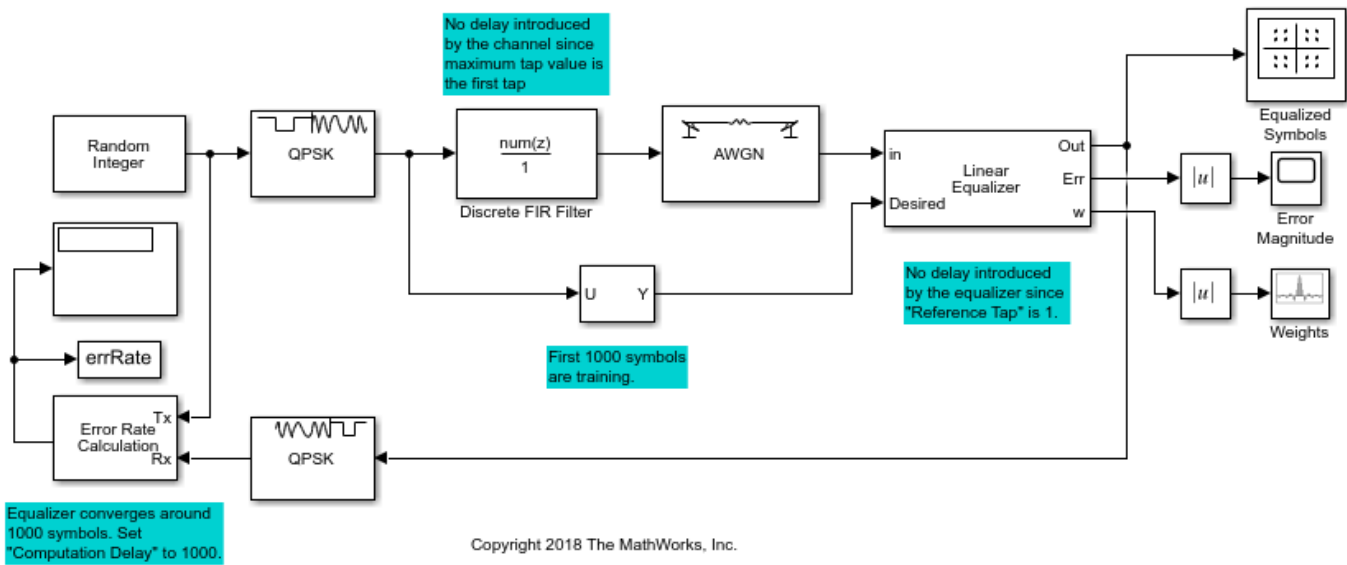 No delay introduced
by the channel since
maximum tap value is
the first tap
Random
Integer
QPSK
num(z)
1
Discrete FIR Filter
AWGN
in
Desired
Linear
Equalizer
Out
Err
w
Equalized
Symbols
|u|
Error
Magnitude
|u|
Weights
U
Y
No delay introduced
by the equalizer since
"Reference Tap" is 1.
First 1000 symbols
are training.
errRate
Error Rate
Calculation
Tx
Rx
QPSK
Equalizer converges around
1000 symbols. Set
"Computation Delay" to 1000.
Copyright 2018 The MathWorks, Inc.